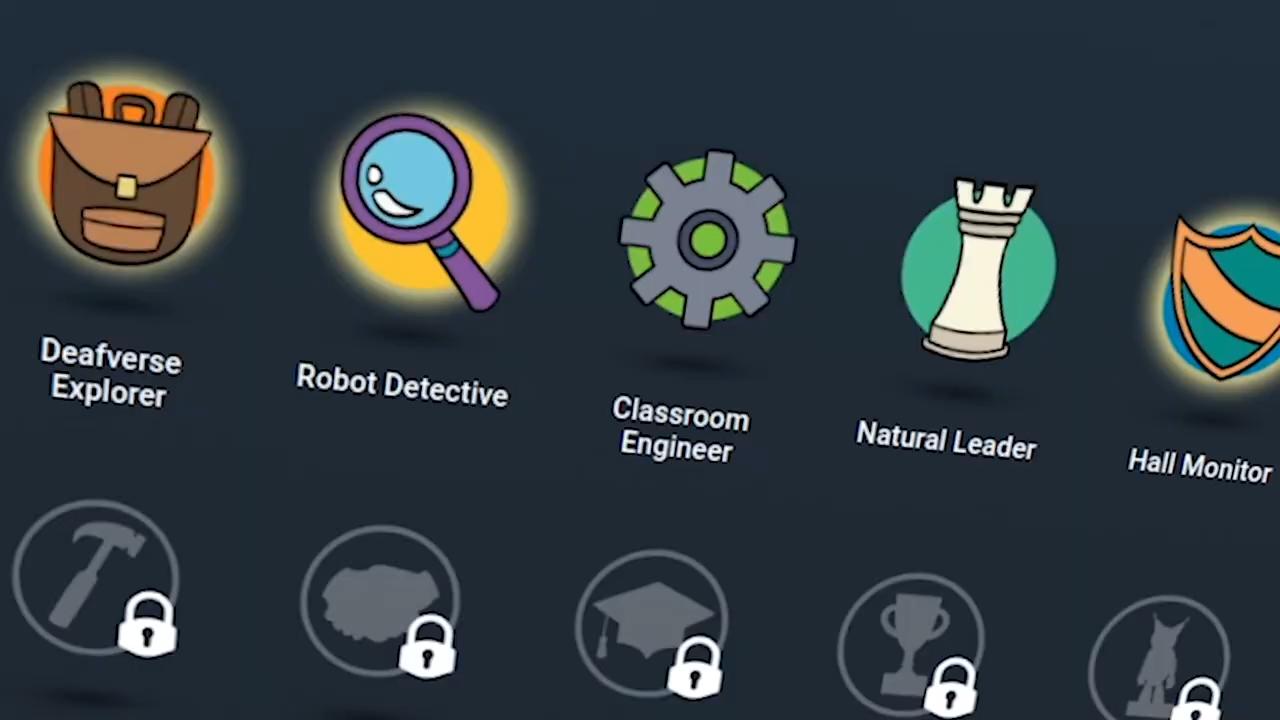 Deafverse
Explorer
Robot Detective
Classroom
Engineer
Natural Leader
Hall Monitor